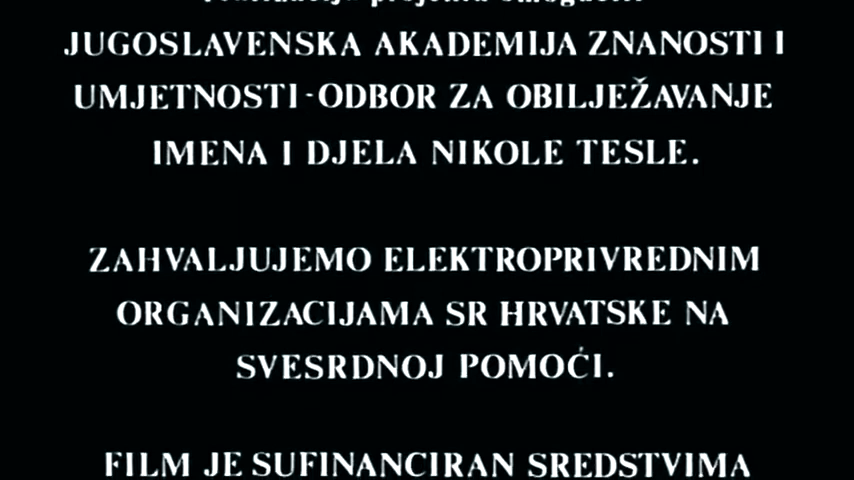 JUGOSLAVENSKA AKADEMIJA ZNANOSTI I
UMJETNOSTI-ODBOR ZA OBILJEŽAVANJE
IMENA I DJELA NIKOLE TESLE.
ZAHVALJUJEMO ELEKTROPRIVREDNIM
ORGANIZACIJAMA SR HRVATSKE NA
SVESRDNOJ POMOĆI.
FILM JE SUFINANCIRAN SREDSTVIMA